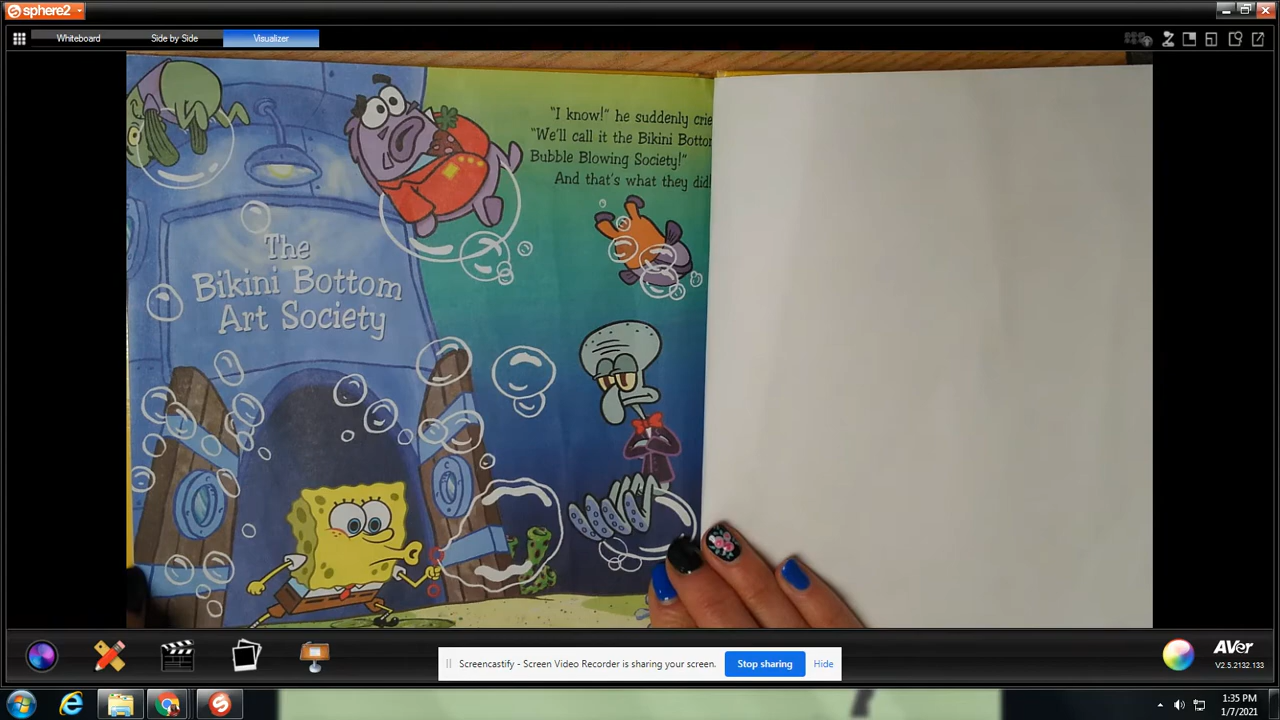 sphere2
Whiteboard
Side by Side
Visualizer
"I know!" he suddenly
"We'll call it the Bikini
Bubble Blowing Society!"
And that's what they did!
The
Bikini Bottom
Art Society
Screencastify - Screen Video Recorder is sharing your screen.
Stop sharing
Hide
AVer
V2.5.2132.133
1:35 PM
1/7/2021